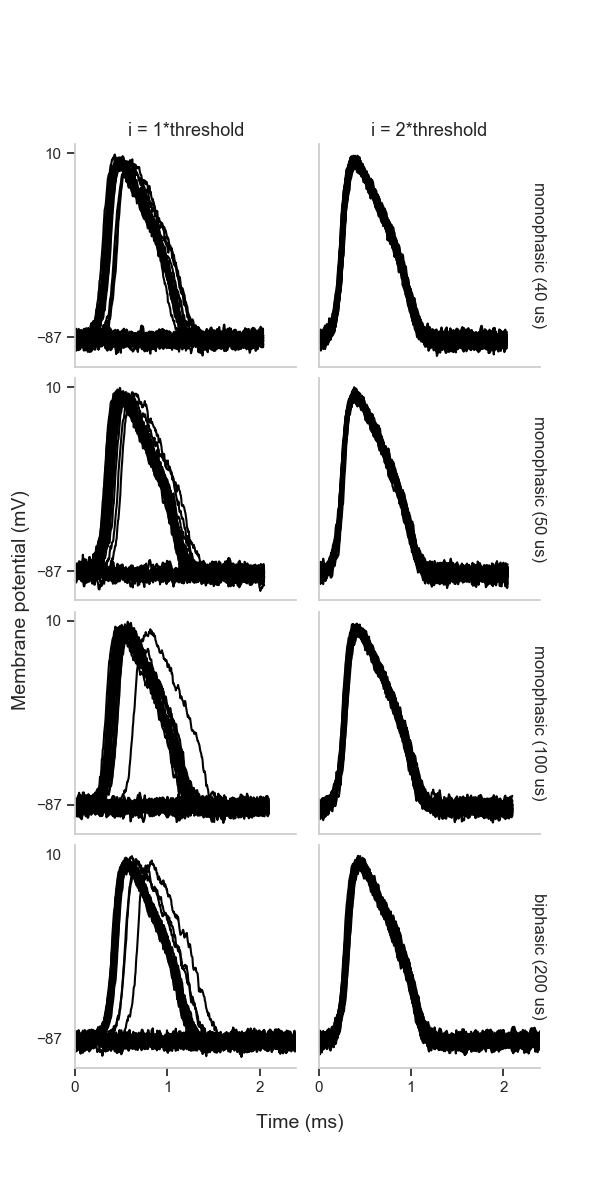 i = 1*threshold
i = 2*threshold
10
−87
monophasic (40 us)
10
−87
monophasic (50 us)
Membrane potential (mV)
10
−87
monophasic (100 us)
10
−87
biphasic (200 us)
0 1 2
0 1 2
Time (ms)